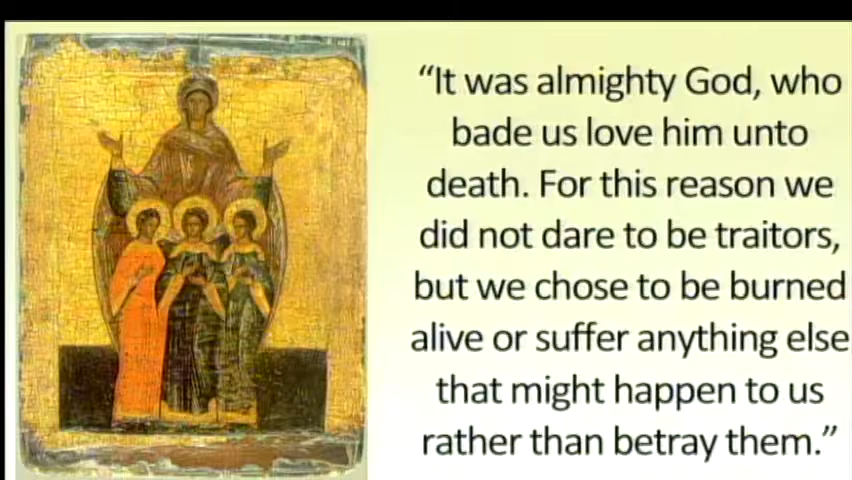 “It was almighty God, who
bade us love him unto
death. For this reason we
did not dare to be traitors,
but we chose to be burned
alive or suffer anything else
that might happen to us
rather than betray them.”